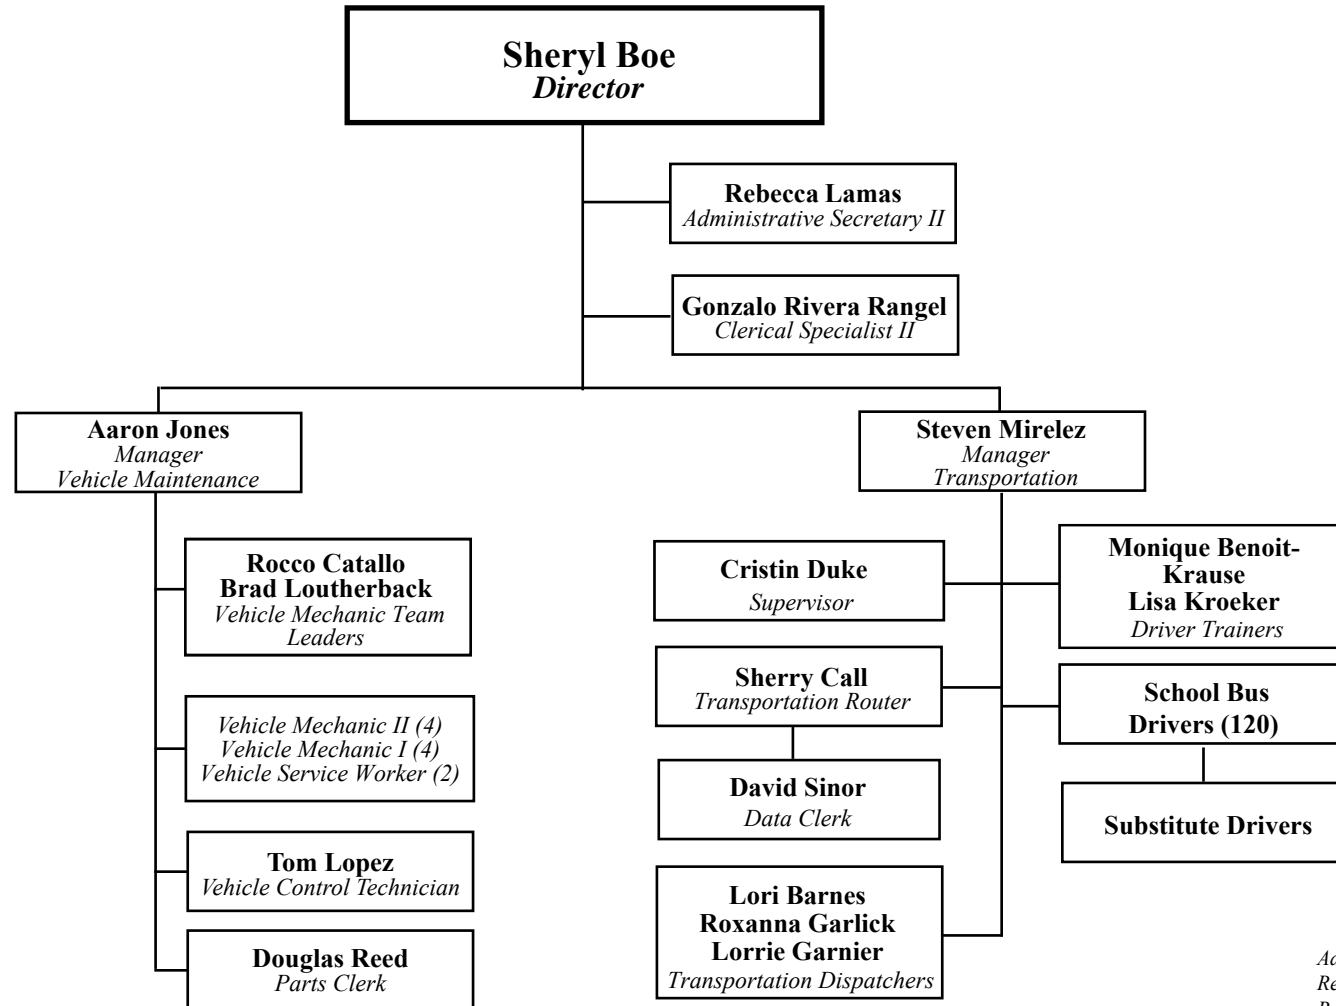 Sheryl Boe
Director
Rebecca Lamas
Administrative Secretary II
Gonzalo Rivera Rangel
Clerical Specialist II
Aaron Jones
Manager
Vehicle Maintenance
Steven Mirelez
Manager
Transportation
Rocco Catallo
Brad Loutherback
Vehicle Mechanic Team
Leaders
Vehicle Mechanic II (4)
Vehicle Mechanic I (4)
Vehicle Service Worker (2)
Tom Lopez
Vehicle Control Technician
Douglas Reed
Parts Clerk
Cristin Duke
Supervisor
Sherry Call
Transportation Router
David Sinor
Data Clerk
Lori Barnes
Roxanna Garlick
Lorrie Garnier
Transportation Dispatchers
Monique Benoit-
Krause
Lisa Kroeker
Driver Trainers
School Bus
Drivers (120)
Substitute Drivers